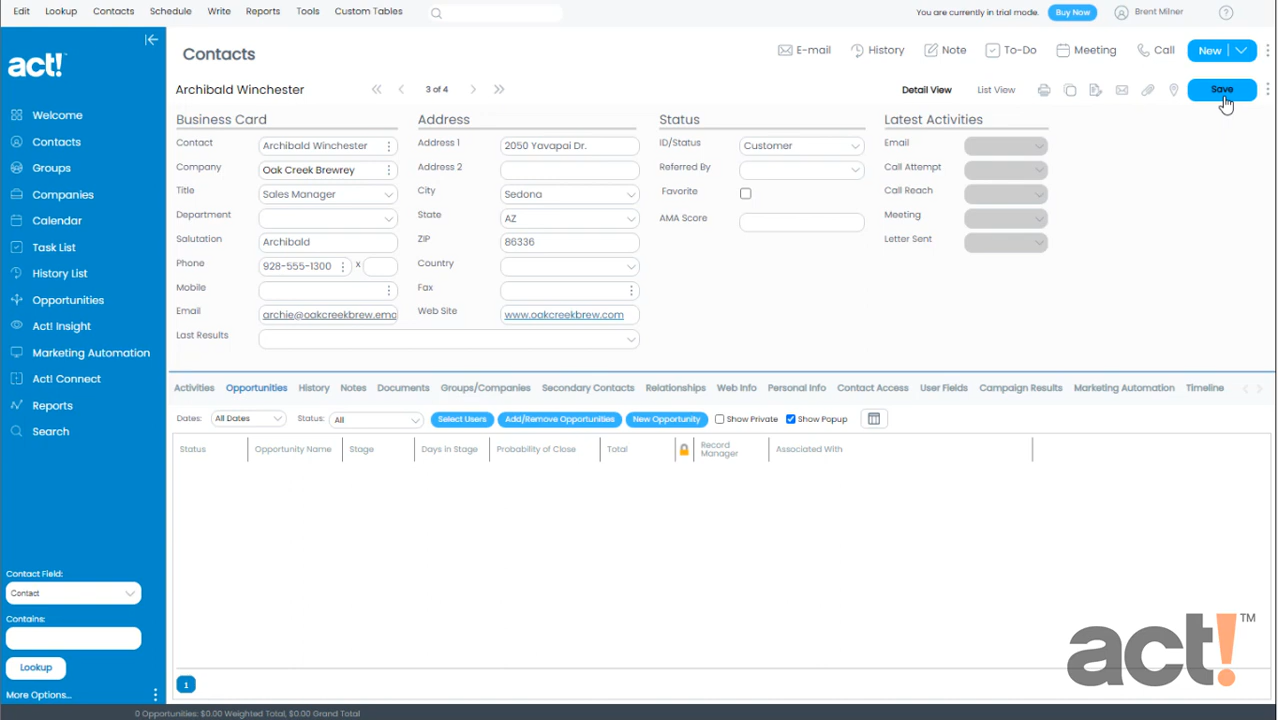 Edit Lookup Contacts Schedule Write Reports Tools Custom Tables
You are currently in trial mode. Buy Now Brent Milner ?
act!
Contacts
E-mail History Note To-Do Meeting Call New
Archibald Winchester 3 of 4 Detail View List View Save
Welcome
Contacts
Groups
Companies
Calendar
Task List
History List
Opportunities
Act! Insight
Marketing Automation
Act! Connect
Reports
Search
Contact Field:
Contact
Contains:
Lookup
More Options...
Business Card
Contact Archibald Winchester
Company Oak Creek Brewrey
Title Sales Manager
Department
Salutation Archibald
Phone 928-555-1300 x
Mobile
Email archie@oakcreekbrew.emc
Last Results
Address
Address 1 2050 Yavapai Dr.
Address 2
City Sedona
State AZ
ZIP 86336
Country
Fax
Web Site www.oakcreekbrew.com
Status
ID/Status Customer
Referred By
Favorite
AMA Score
Latest Activities
Email
Call Attempt
Call Reach
Meeting
Letter Sent
Activities Opportunities History Notes Documents Groups/Companies Secondary Contacts Relationships Web Info Personal Info Contact Access User Fields Campaign Results Marketing Automation Timeline
Dates: All Dates Status: All Select Users Add/Remove Opportunities New Opportunity Show Private Show Popup
Status Opportunity Name Stage Days in Stage Probability of Close Total Record Manager Associated With
1
act!™
0 Opportunities: $0.00 Weighted Total, $0.00 Grand Total